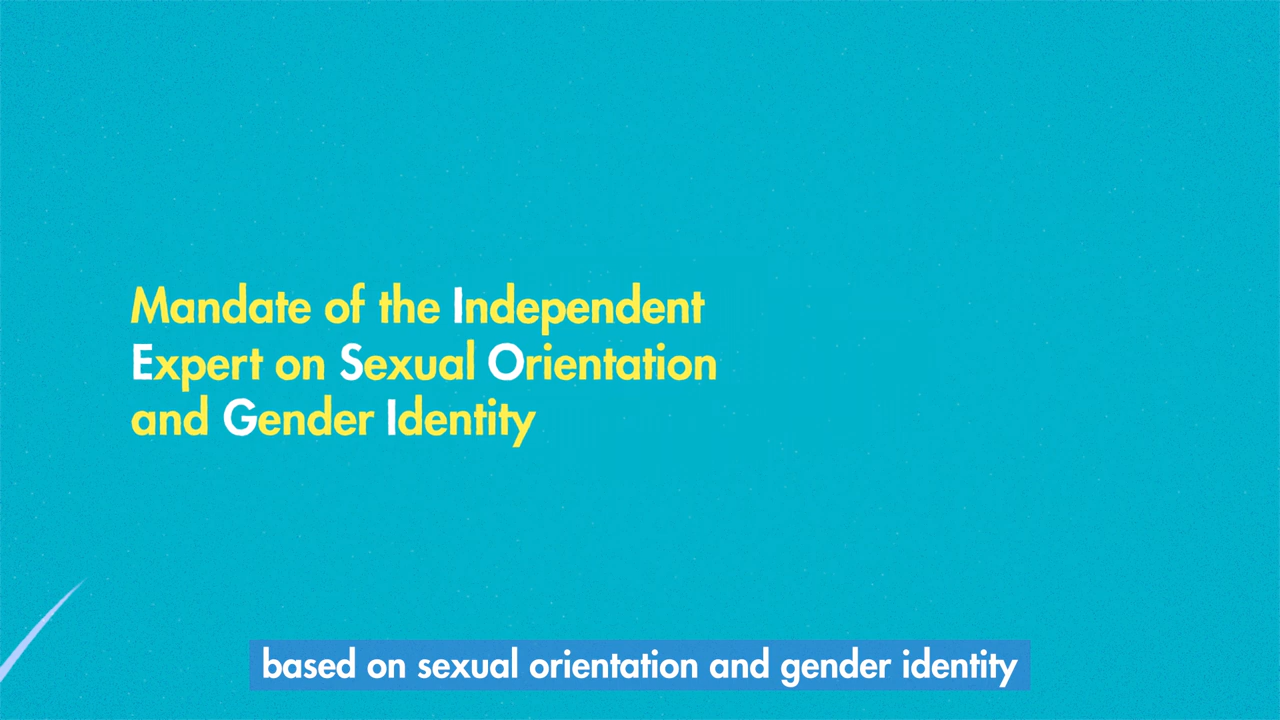 Mandate of the Independent
Expert on Sexual Orientation
and Gender Identity
based on sexual orientation and gender identity